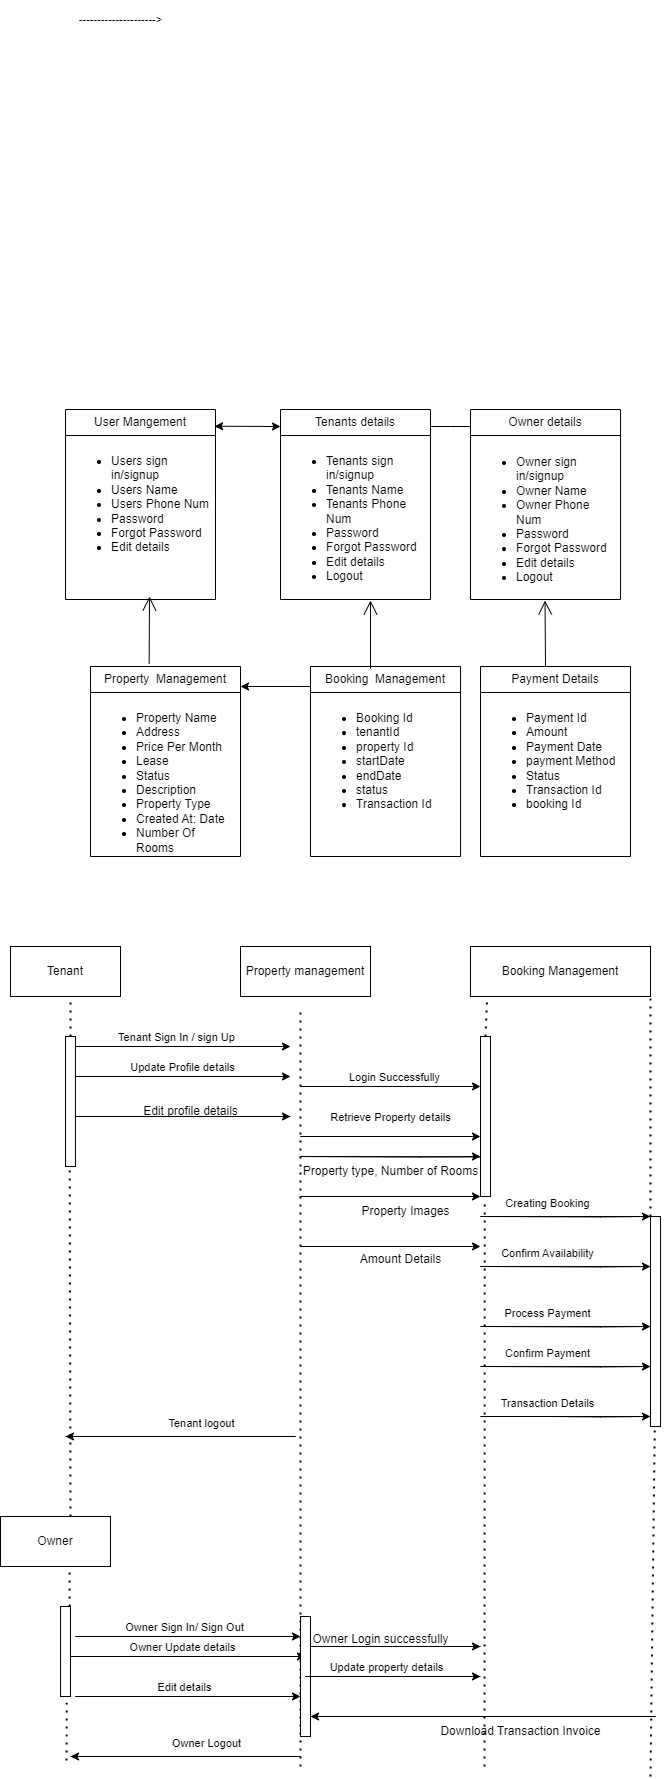 --------------------->
User Mangement
Tenants details
Owner details
Users sign
in/signup
Users Name
Users Phone Num
Password
Forgot Password
Edit details
Tenants sign
in/signup
Tenants Name
Tenants Phone
Num
Password
Forgot Password
Edit details
Logout
Owner sign
in/signup
Owner Name
Owner Phone
Num
Password
Forgot Password
Edit details
Logout
Property  Management
Booking  Management
Payment Details
Property Name
Address
Price Per Month
Lease
Status
Description
Property Type
Created At: Date
Number Of
Rooms
Booking Id
tenantId
property Id
startDate
endDate
status
Transaction Id
Payment Id
Amount
Payment Date
payment Method
Status
Transaction Id
booking Id
Tenant
Property management
Booking Management
Tenant Sign In / sign Up
Update Profile details
Login Successfully
Edit profile details
Retrieve Property details
Property type, Number of Rooms
Property Images
Creating Booking
Amount Details
Confirm Availability
Process Payment
Confirm Payment
Transaction Details
Tenant logout
Owner
Owner Sign In/ Sign Out
Owner Login successfully
Owner Update details
Update property details
Edit details
Download Transaction Invoice
Owner Logout